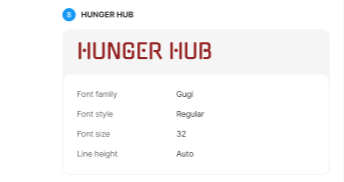 8 HUNGER HUB
HUNGER HUB
Font family Gugi
Font style Regular
Font size 32
Line height Auto